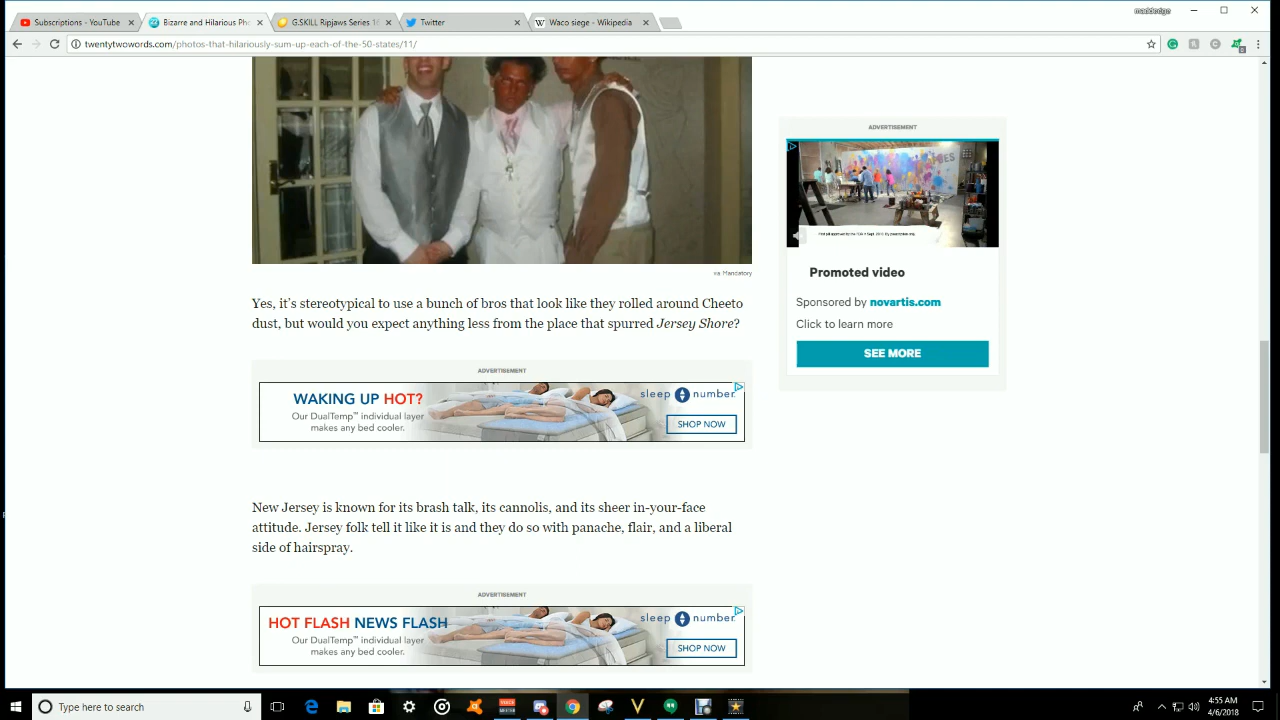 maddodge
Subscriptions - YouTube
Bizarre and Hilarious Ph
G.SKILL Ripjaws Series 16
Twitter
Waco siege - Wikipedia
twentytwowords.com/photos-that-hilariously-sum-up-each-of-the-50-states/11/
via Mandatory
Yes, it's stereotypical to use a bunch of bros that look like they rolled around Cheeto
dust, but would you expect anything less from the place that spurred Jersey Shore?
ADVERTISEMENT
WAKING UP HOT?
Our DualTemp™ individual layer
makes any bed cooler.
sleep number.
SHOP NOW
New Jersey is known for its brash talk, its cannolis, and its sheer in-your-face
attitude. Jersey folk tell it like it is and they do so with panache, flair, and a liberal
side of hairspray.
ADVERTISEMENT
HOT FLASH NEWS FLASH
Our DualTemp™ individual layer
makes any bed cooler.
sleep number.
SHOP NOW
ADVERTISEMENT
Promoted video
Sponsored by novartis.com
Click to learn more
SEE MORE
Type here to search
4:55 AM
4/6/2018